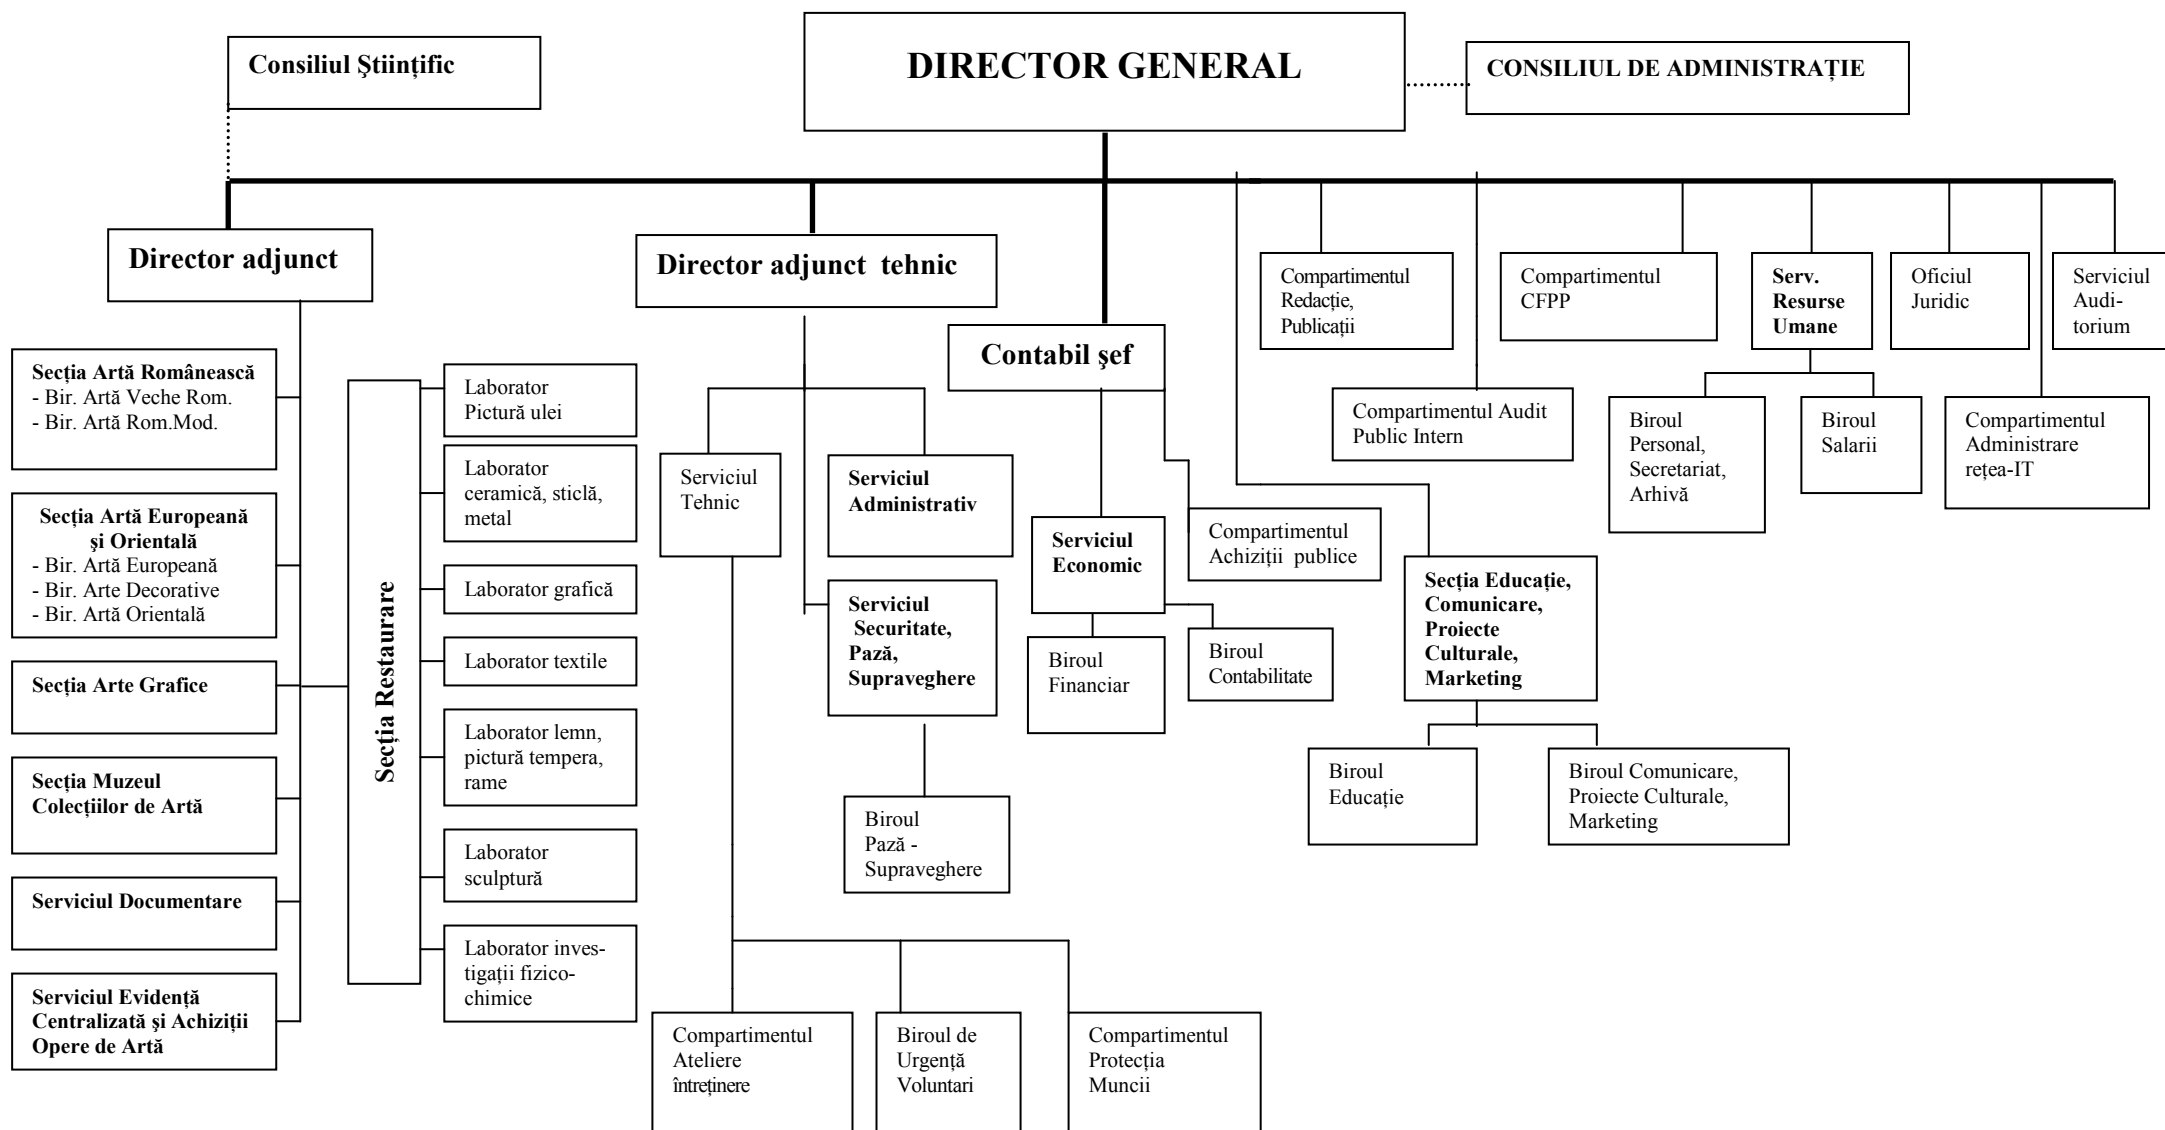 Consiliul Ştiințific
DIRECTOR GENERAL
CONSILIUL DE ADMINISTRAȚIE
Director adjunct
Director adjunct  tehnic
Contabil şef
Compartimentul
Redacție,
Publicații
Compartimentul
CFPP
Serv.
Resurse
Umane
Oficiul
Juridic
Serviciul
Audi-
torium
Secția Artă Românească
- Bir. Artă Veche Rom.
- Bir. Artă Rom.Mod.
Secția Artă Europeană
şi Orientală
- Bir. Artă Europeană
- Bir. Arte Decorative
- Bir. Artă Orientală
Secția Arte Grafice
Secția Muzeul
Colecțiilor de Artă
Serviciul Documentare
Serviciul Evidență
Centralizată şi Achiziții
Opere de Artă
Secția Restaurare
Laborator
Pictură ulei
Laborator
ceramică, sticlă,
metal
Laborator grafică
Laborator textile
Laborator lemn,
pictură tempera,
rame
Laborator
sculptură
Laborator inves-
tigații fizico-
chimice
Serviciul
Tehnic
Serviciul
Administrativ
Serviciul
Securitate,
Pază,
Supraveghere
Biroul
Pază -
Supraveghere
Compartimentul
Ateliere
întreținere
Biroul de
Urgență
Voluntari
Compartimentul
Protecția
Muncii
Serviciul
Economic
Compartimentul
Achiziții  publice
Biroul
Financiar
Biroul
Contabilitate
Compartimentul Audit
Public Intern
Secția Educație,
Comunicare,
Proiecte
Culturale,
Marketing
Biroul
Educație
Biroul Comunicare,
Proiecte Culturale,
Marketing
Biroul
Personal,
Secretariat,
Arhivă
Biroul
Salarii
Compartimentul
Administrare
rețea-IT